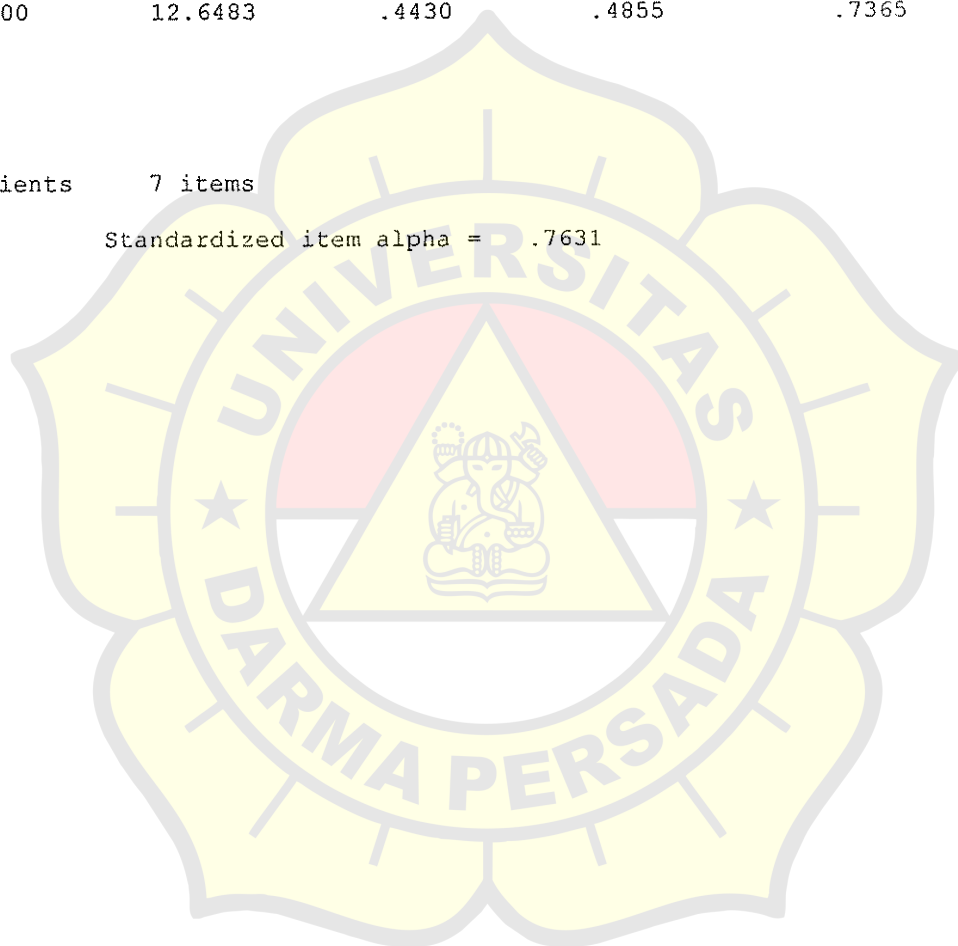 00 12.6483 .4430 .4855 .7365
ients 7 items
Standardized item alpha = .7631
UNIVERSITAS
DARMA PERSADA